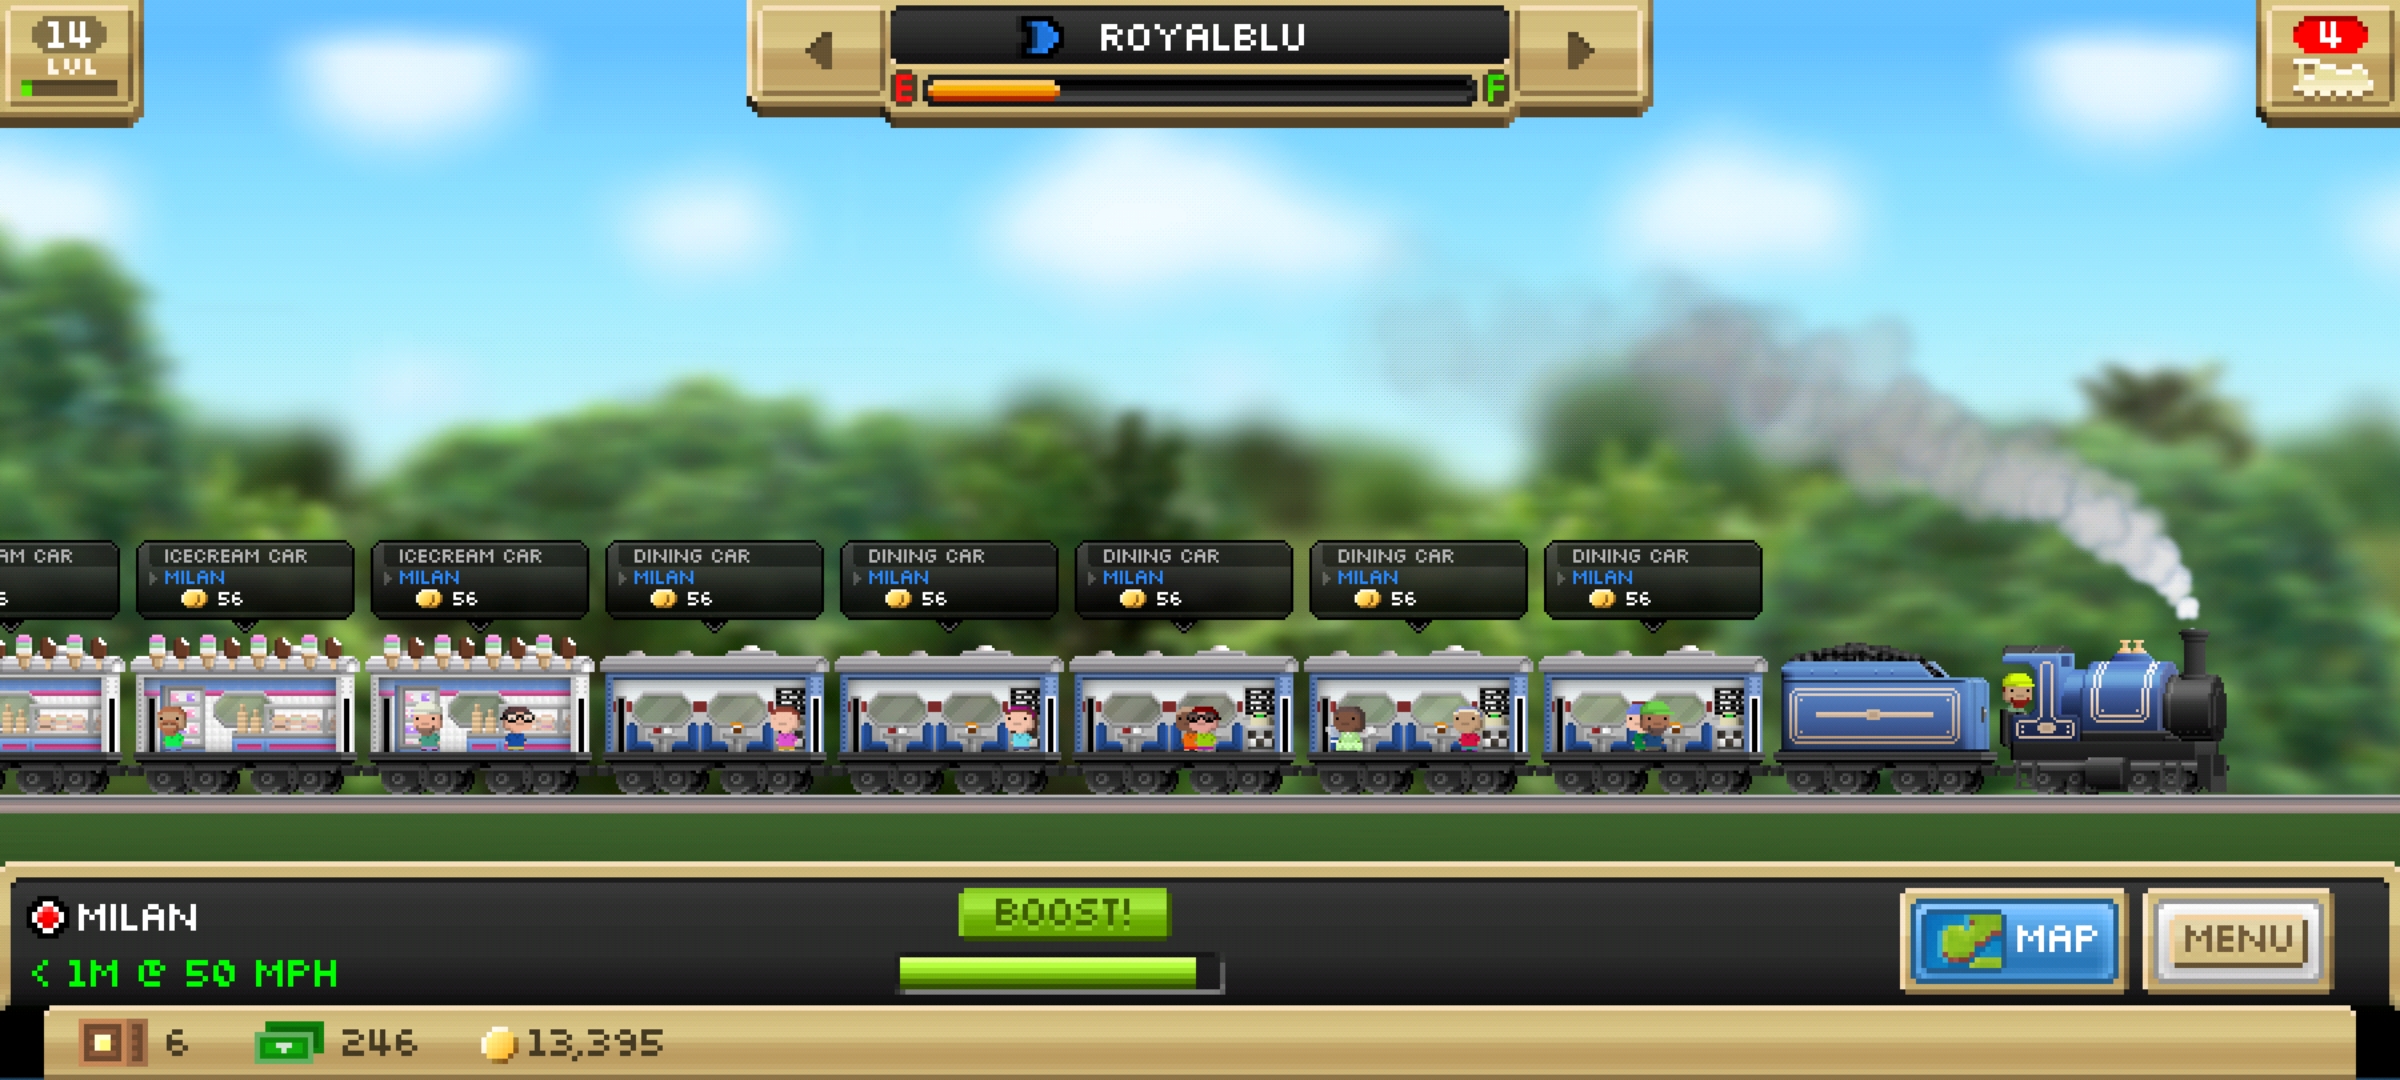 14
LVL
ROYALBLU
E F
4
AM CAR
ICECREAM CAR
MILAN
56
ICECREAM CAR
MILAN
56
DINING CAR
MILAN
56
DINING CAR
MILAN
56
DINING CAR
MILAN
56
DINING CAR
MILAN
56
DINING CAR
MILAN
56
MILAN
< 1M @ 50 MPH
BOOST!
MAP
MENU
6
246
13,395